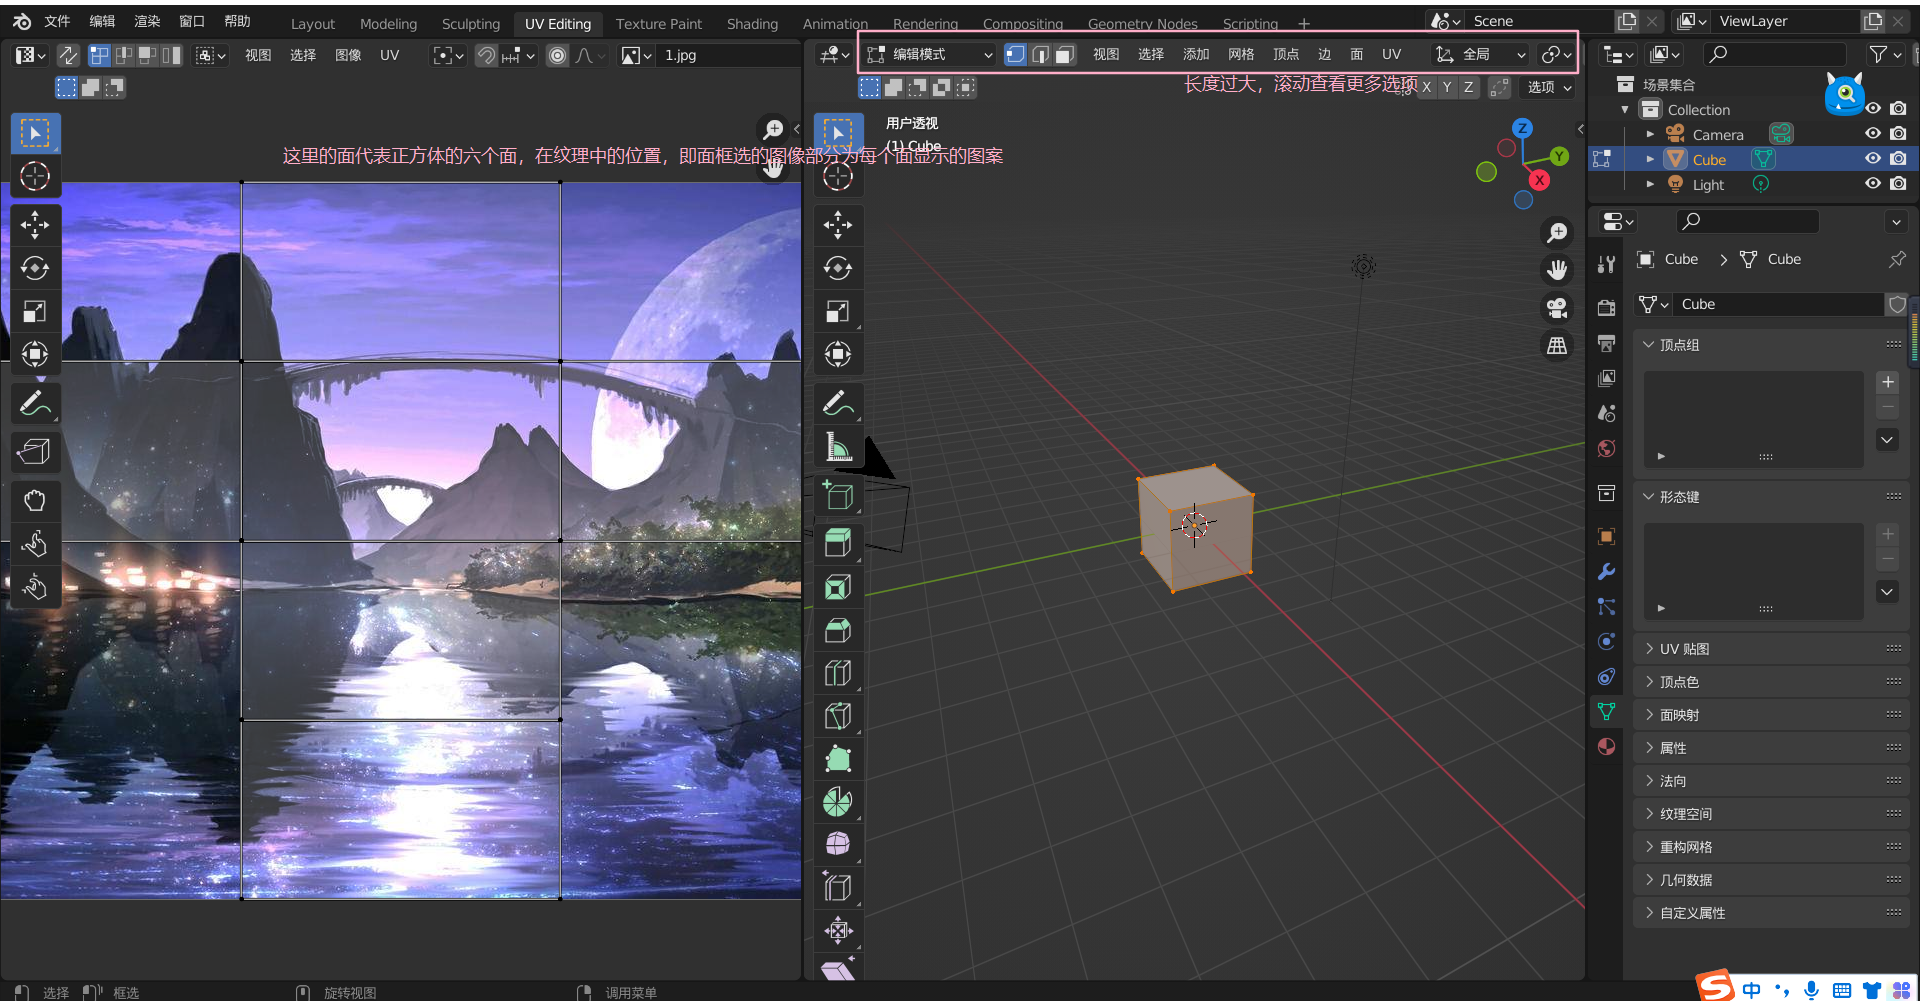 文件 编辑 渲染 窗口 帮助 Layout Modeling Sculpting UV Editing Texture Paint Shading Animation Rendering Compositing Geometry Nodes Scripting + Scene ViewLayer
视图 选择 图像 UV 1.jpg 编辑模式 视图 选择 添加 网格 顶点 边 面 UV 全局
长度过大，滚动查看更多选项 X Y Z 选项
场景集合
Collection
Camera
Cube
Light
用户透视
(1) Cube
这里的面代表正方体的六个面，在纹理中的位置，即面框选的图像部分为每个面显示的图案
Z
Y
X
Cube > Cube
Cube
顶点组
形态键
UV 贴图
顶点色
面映射
属性
法向
纹理空间
重构网格
几何数据
自定义属性
选择 框选 旋转视图 调用菜单
S 中